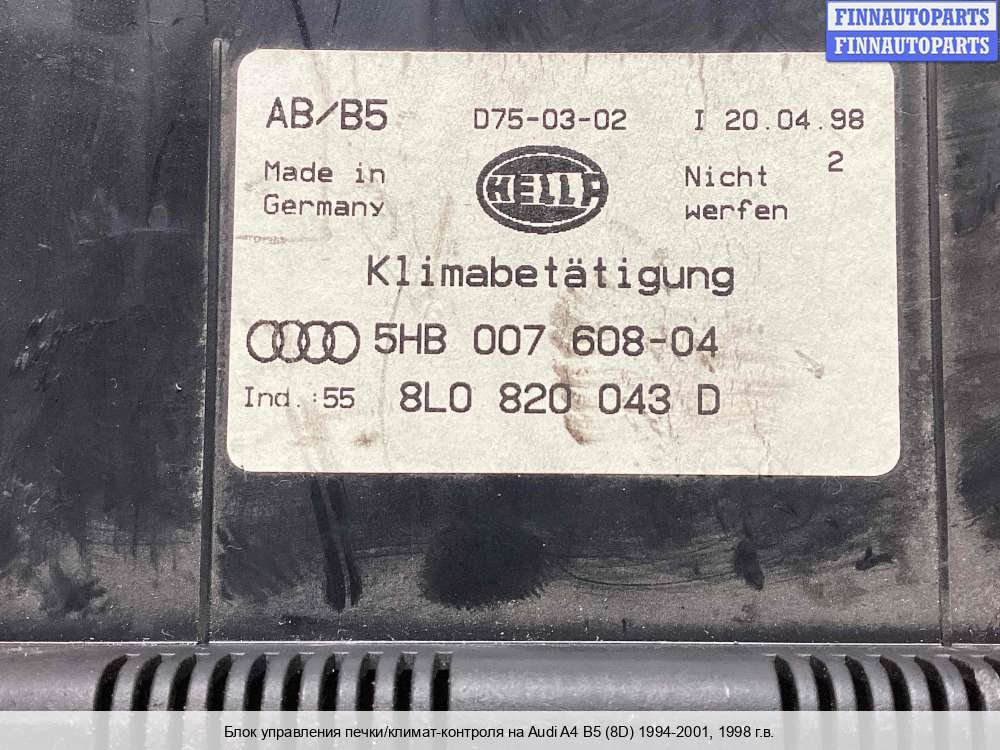 FINNAUTOPARTS
FINNAUTOPARTS
AB/B5 D75-03-02 I 20.04.98
2
Made in Germany
HELLA
Nicht werfen
Klimabetätigung
5HB 007 608-04
Ind.:55 8L0 820 043 D
Блок управления печки/климат-контроля на Audi A4 B5 (8D) 1994-2001, 1998 г.в.